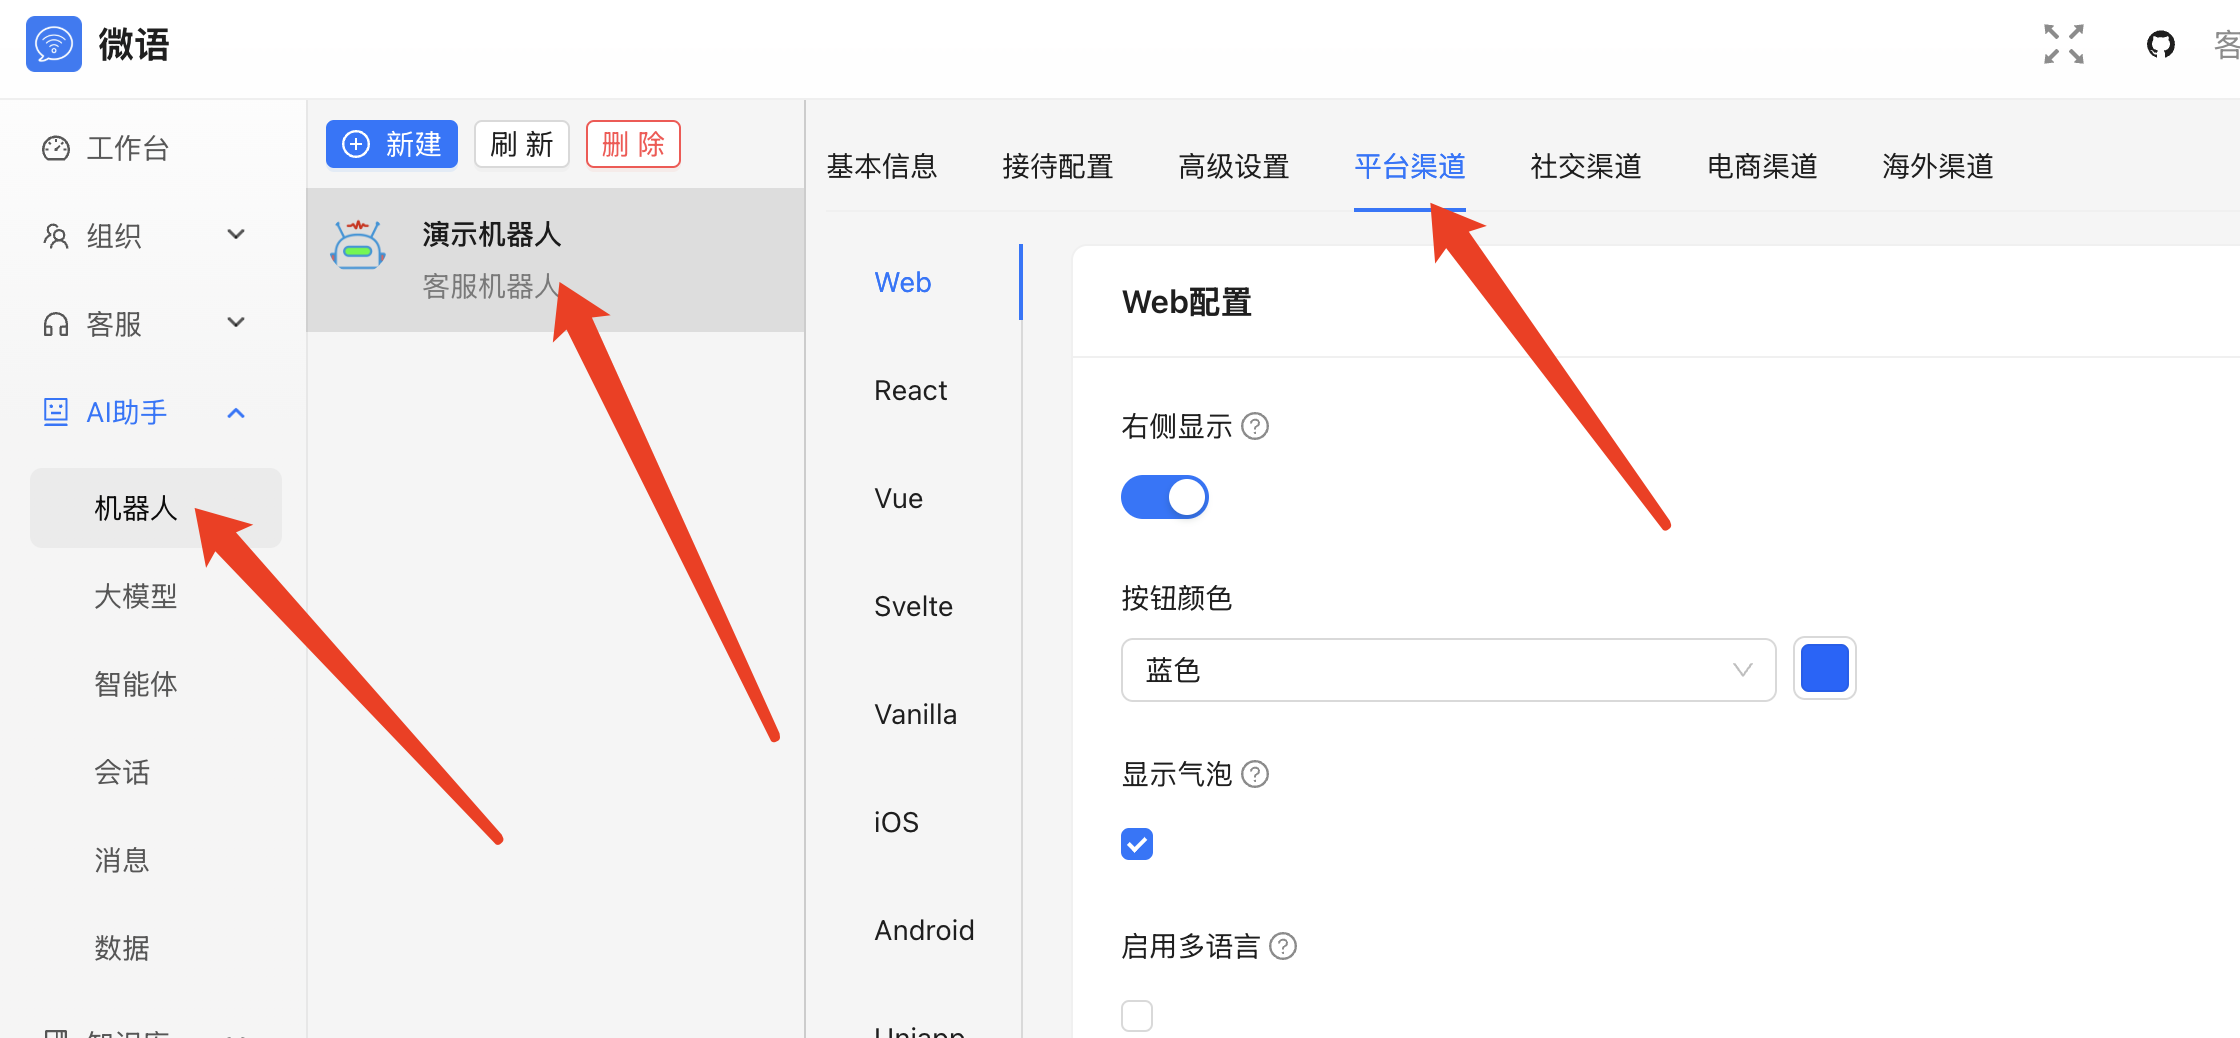 微语
客
工作台
组织
客服
AI助手
机器人
大模型
智能体
会话
消息
数据
知识库
新建
刷 新
删 除
演示机器人
客服机器人
基本信息
接待配置
高级设置
平台渠道
社交渠道
电商渠道
海外渠道
Web
React
Vue
Svelte
Vanilla
iOS
Android
Uniapp
Web配置
右侧显示
按钮颜色
蓝色
显示气泡
启用多语言